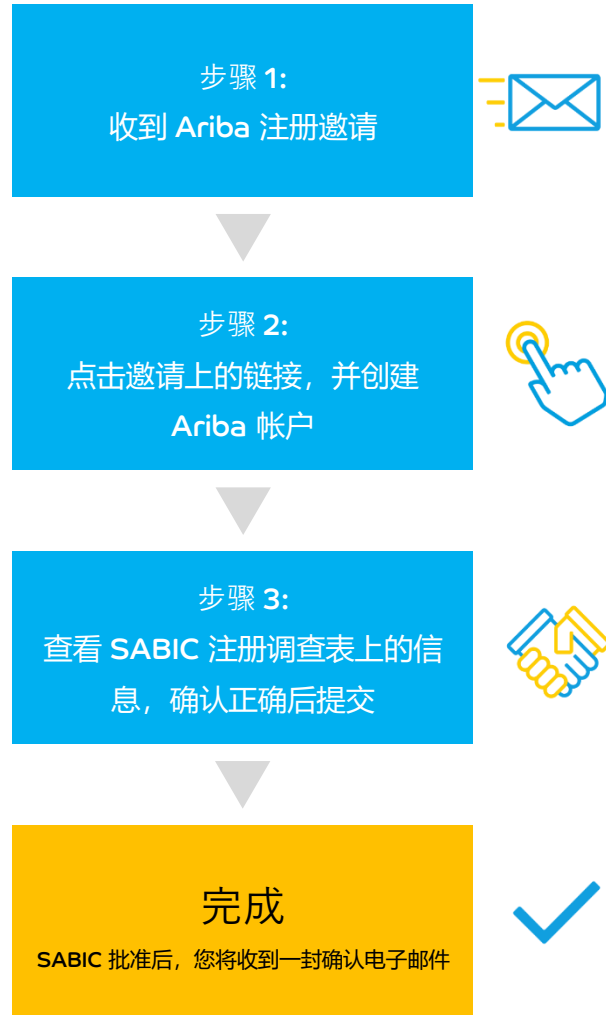 步骤 1:
收到 Ariba 注册邀请
步骤 2:
点击邀请上的链接，并创建
Ariba 帐户
步骤 3:
查看 SABIC 注册调查表上的信
息，确认正确后提交
完成
SABIC 批准后，您将收到一封确认电子邮件